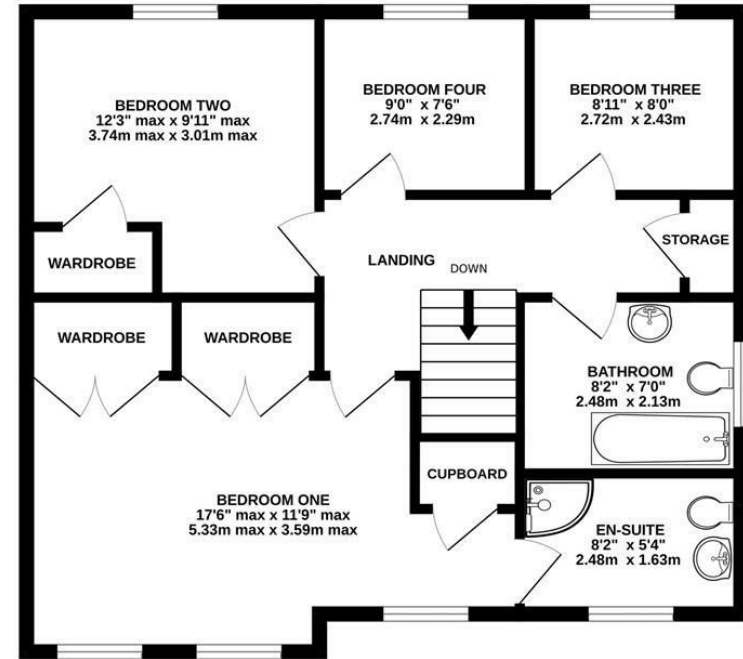 BEDROOM TWO
12'3" max x 9'11" max
3.74m max x 3.01m max
BEDROOM FOUR
9'0" x 7'6"
2.74m x 2.29m
BEDROOM THREE
8'11" x 8'0"
2.72m x 2.43m
WARDROBE
LANDING
DOWN
STORAGE
WARDROBE
WARDROBE
BATHROOM
8'2" x 7'0"
2.48m x 2.13m
CUPBOARD
BEDROOM ONE
17'6" max x 11'9" max
5.33m max x 3.59m max
EN-SUITE
8'2" x 5'4"
2.48m x 1.63m